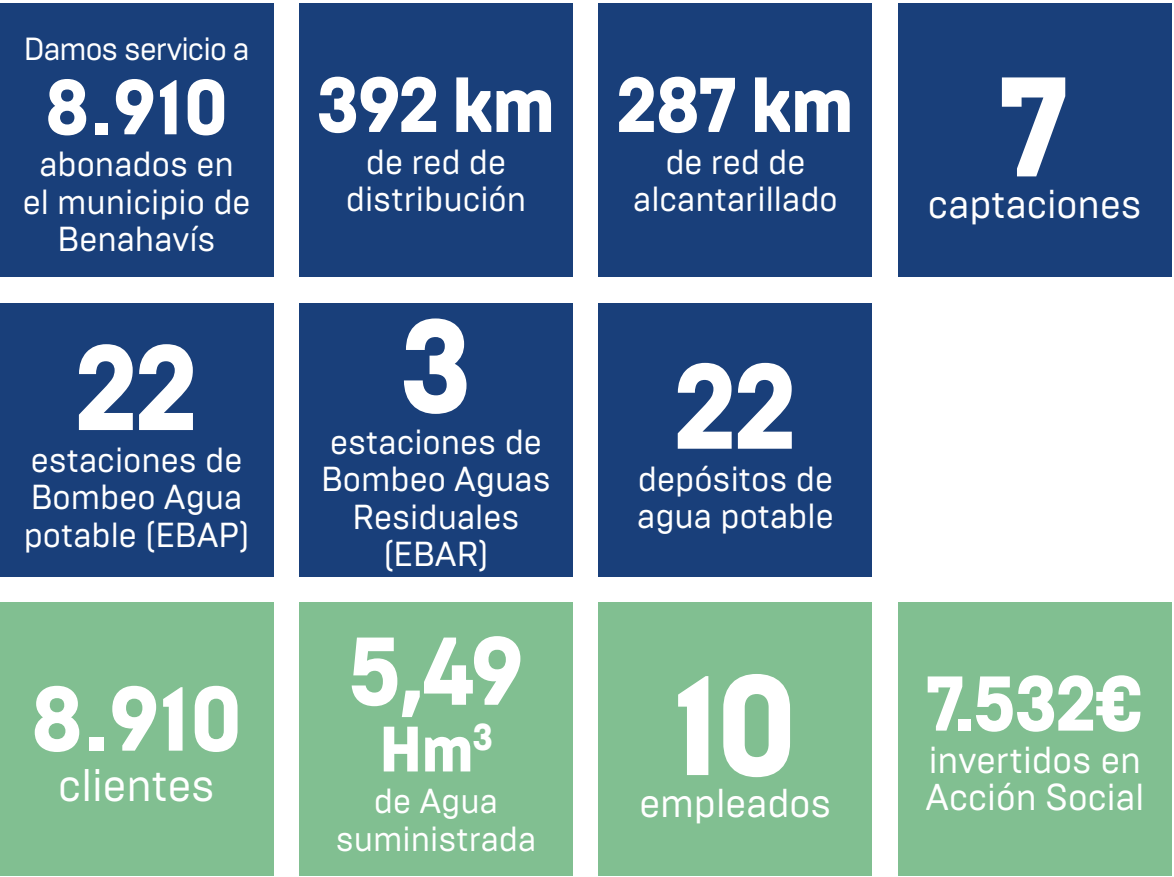 Damos servicio a
8.910
abonados en
el municipio de
Benahavís
392 km
de red de
distribución
287 km
de red de
alcantarillado
7
captaciones
22
estaciones de
Bombeo Agua
potable (EBAP)
3
estaciones de
Bombeo Aguas
Residuales
(EBAR)
22
depósitos de
agua potable
8.910
clientes
5,49
Hm³
de Agua
suministrada
10
empleados
7.532€
invertidos en
Acción Social